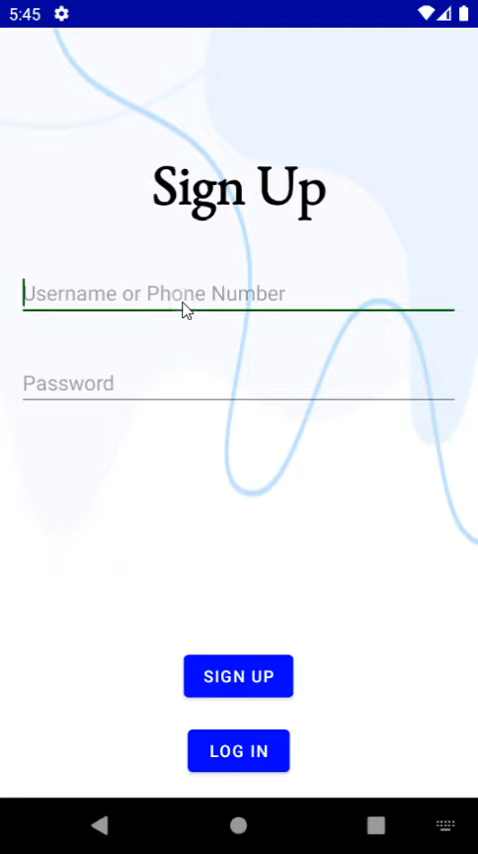 5:45
Sign Up
Username or Phone Number
Password
SIGN UP
LOG IN